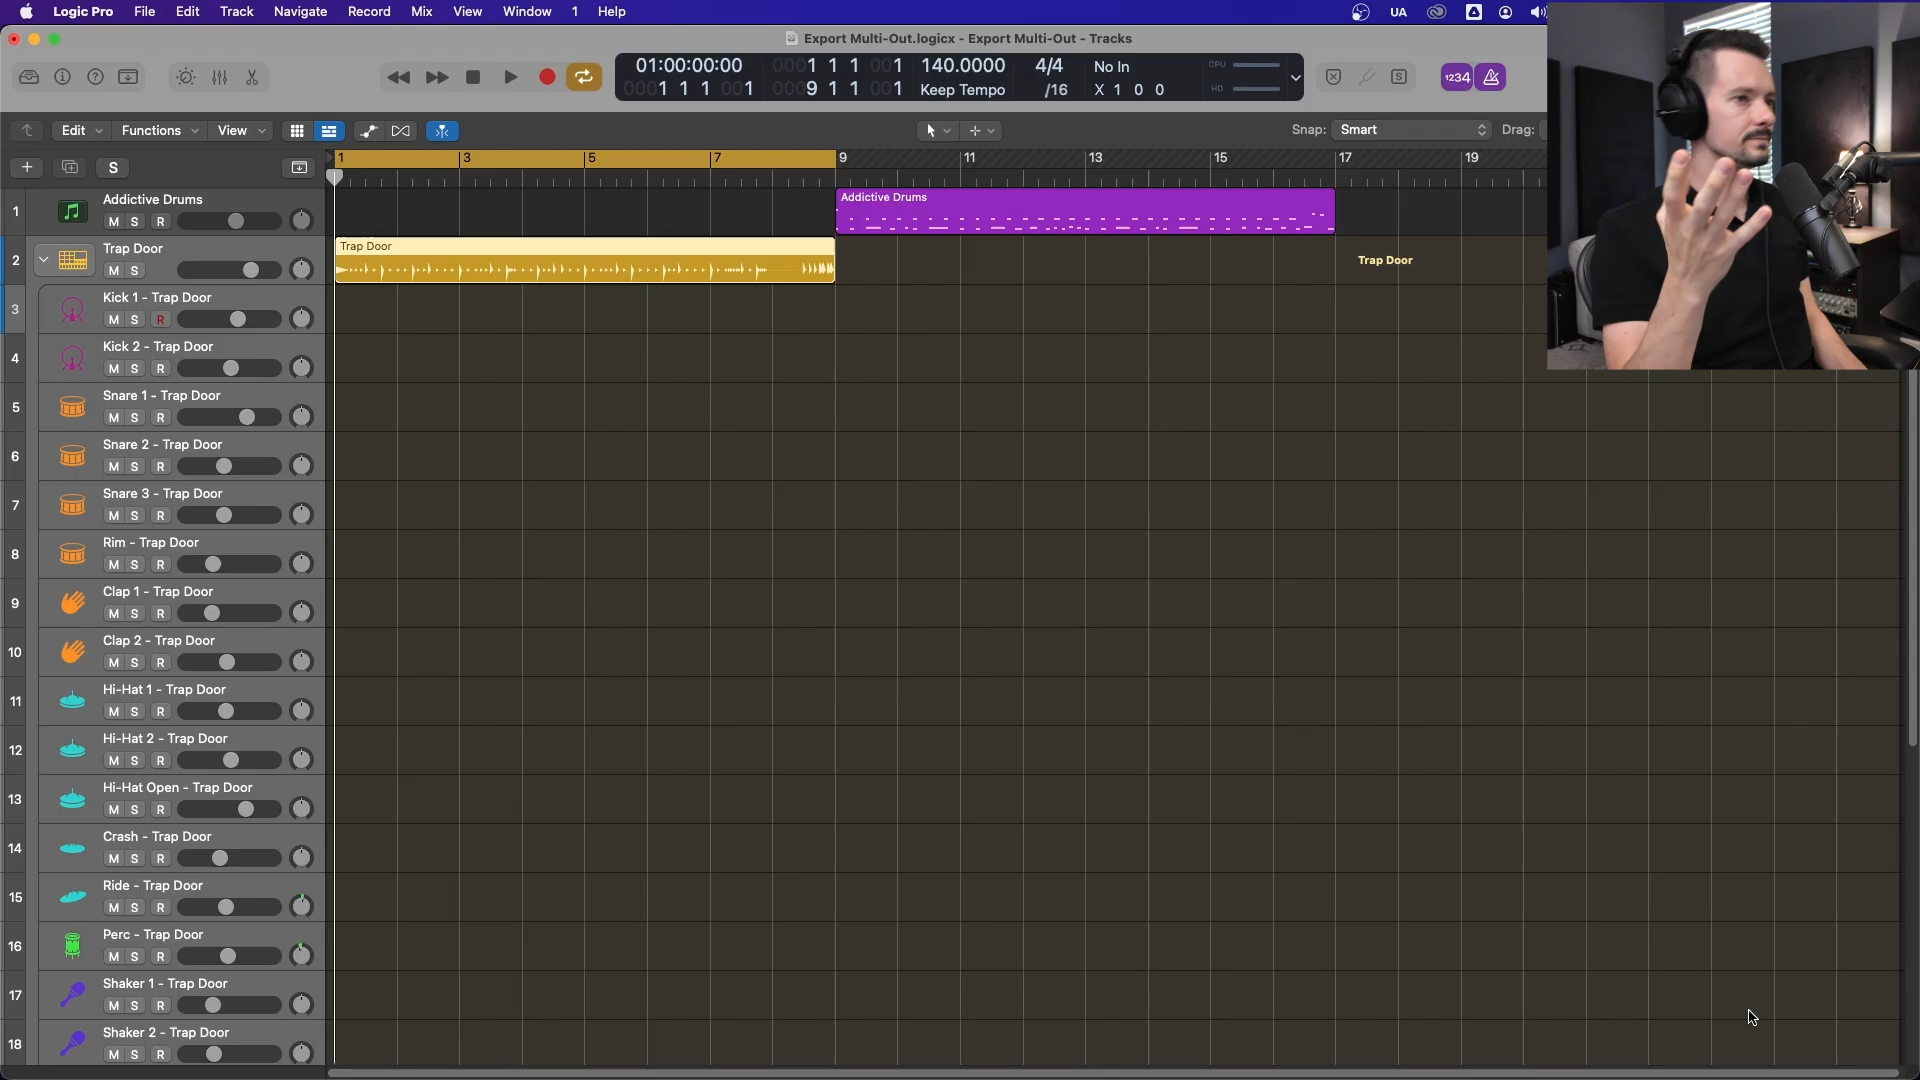 Logic Pro File Edit Track Navigate Record Mix View Window 1 Help UA
Export Multi-Out.logicx - Export Multi-Out - Tracks
01:00:00:00 0001 1 1 001 140.0000 4/4 No In CPU
0001 1 1 001 0009 1 1 001 Keep Tempo /16 X 1 0 0 HD
S 1234
Edit Functions View Snap: Smart Drag:
S 1 3 5 7 9 11 13 15 17 19
1 Addictive Drums
M S R
Addictive Drums
2 Trap Door
M S
Trap Door
Trap Door
3 Kick 1 - Trap Door
M S R
4 Kick 2 - Trap Door
M S R
5 Snare 1 - Trap Door
M S R
6 Snare 2 - Trap Door
M S R
7 Snare 3 - Trap Door
M S R
8 Rim - Trap Door
M S R
9 Clap 1 - Trap Door
M S R
10 Clap 2 - Trap Door
M S R
11 Hi-Hat 1 - Trap Door
M S R
12 Hi-Hat 2 - Trap Door
M S R
13 Hi-Hat Open - Trap Door
M S R
14 Crash - Trap Door
M S R
15 Ride - Trap Door
M S R
16 Perc - Trap Door
M S R
17 Shaker 1 - Trap Door
M S R
18 Shaker 2 - Trap Door
M S R